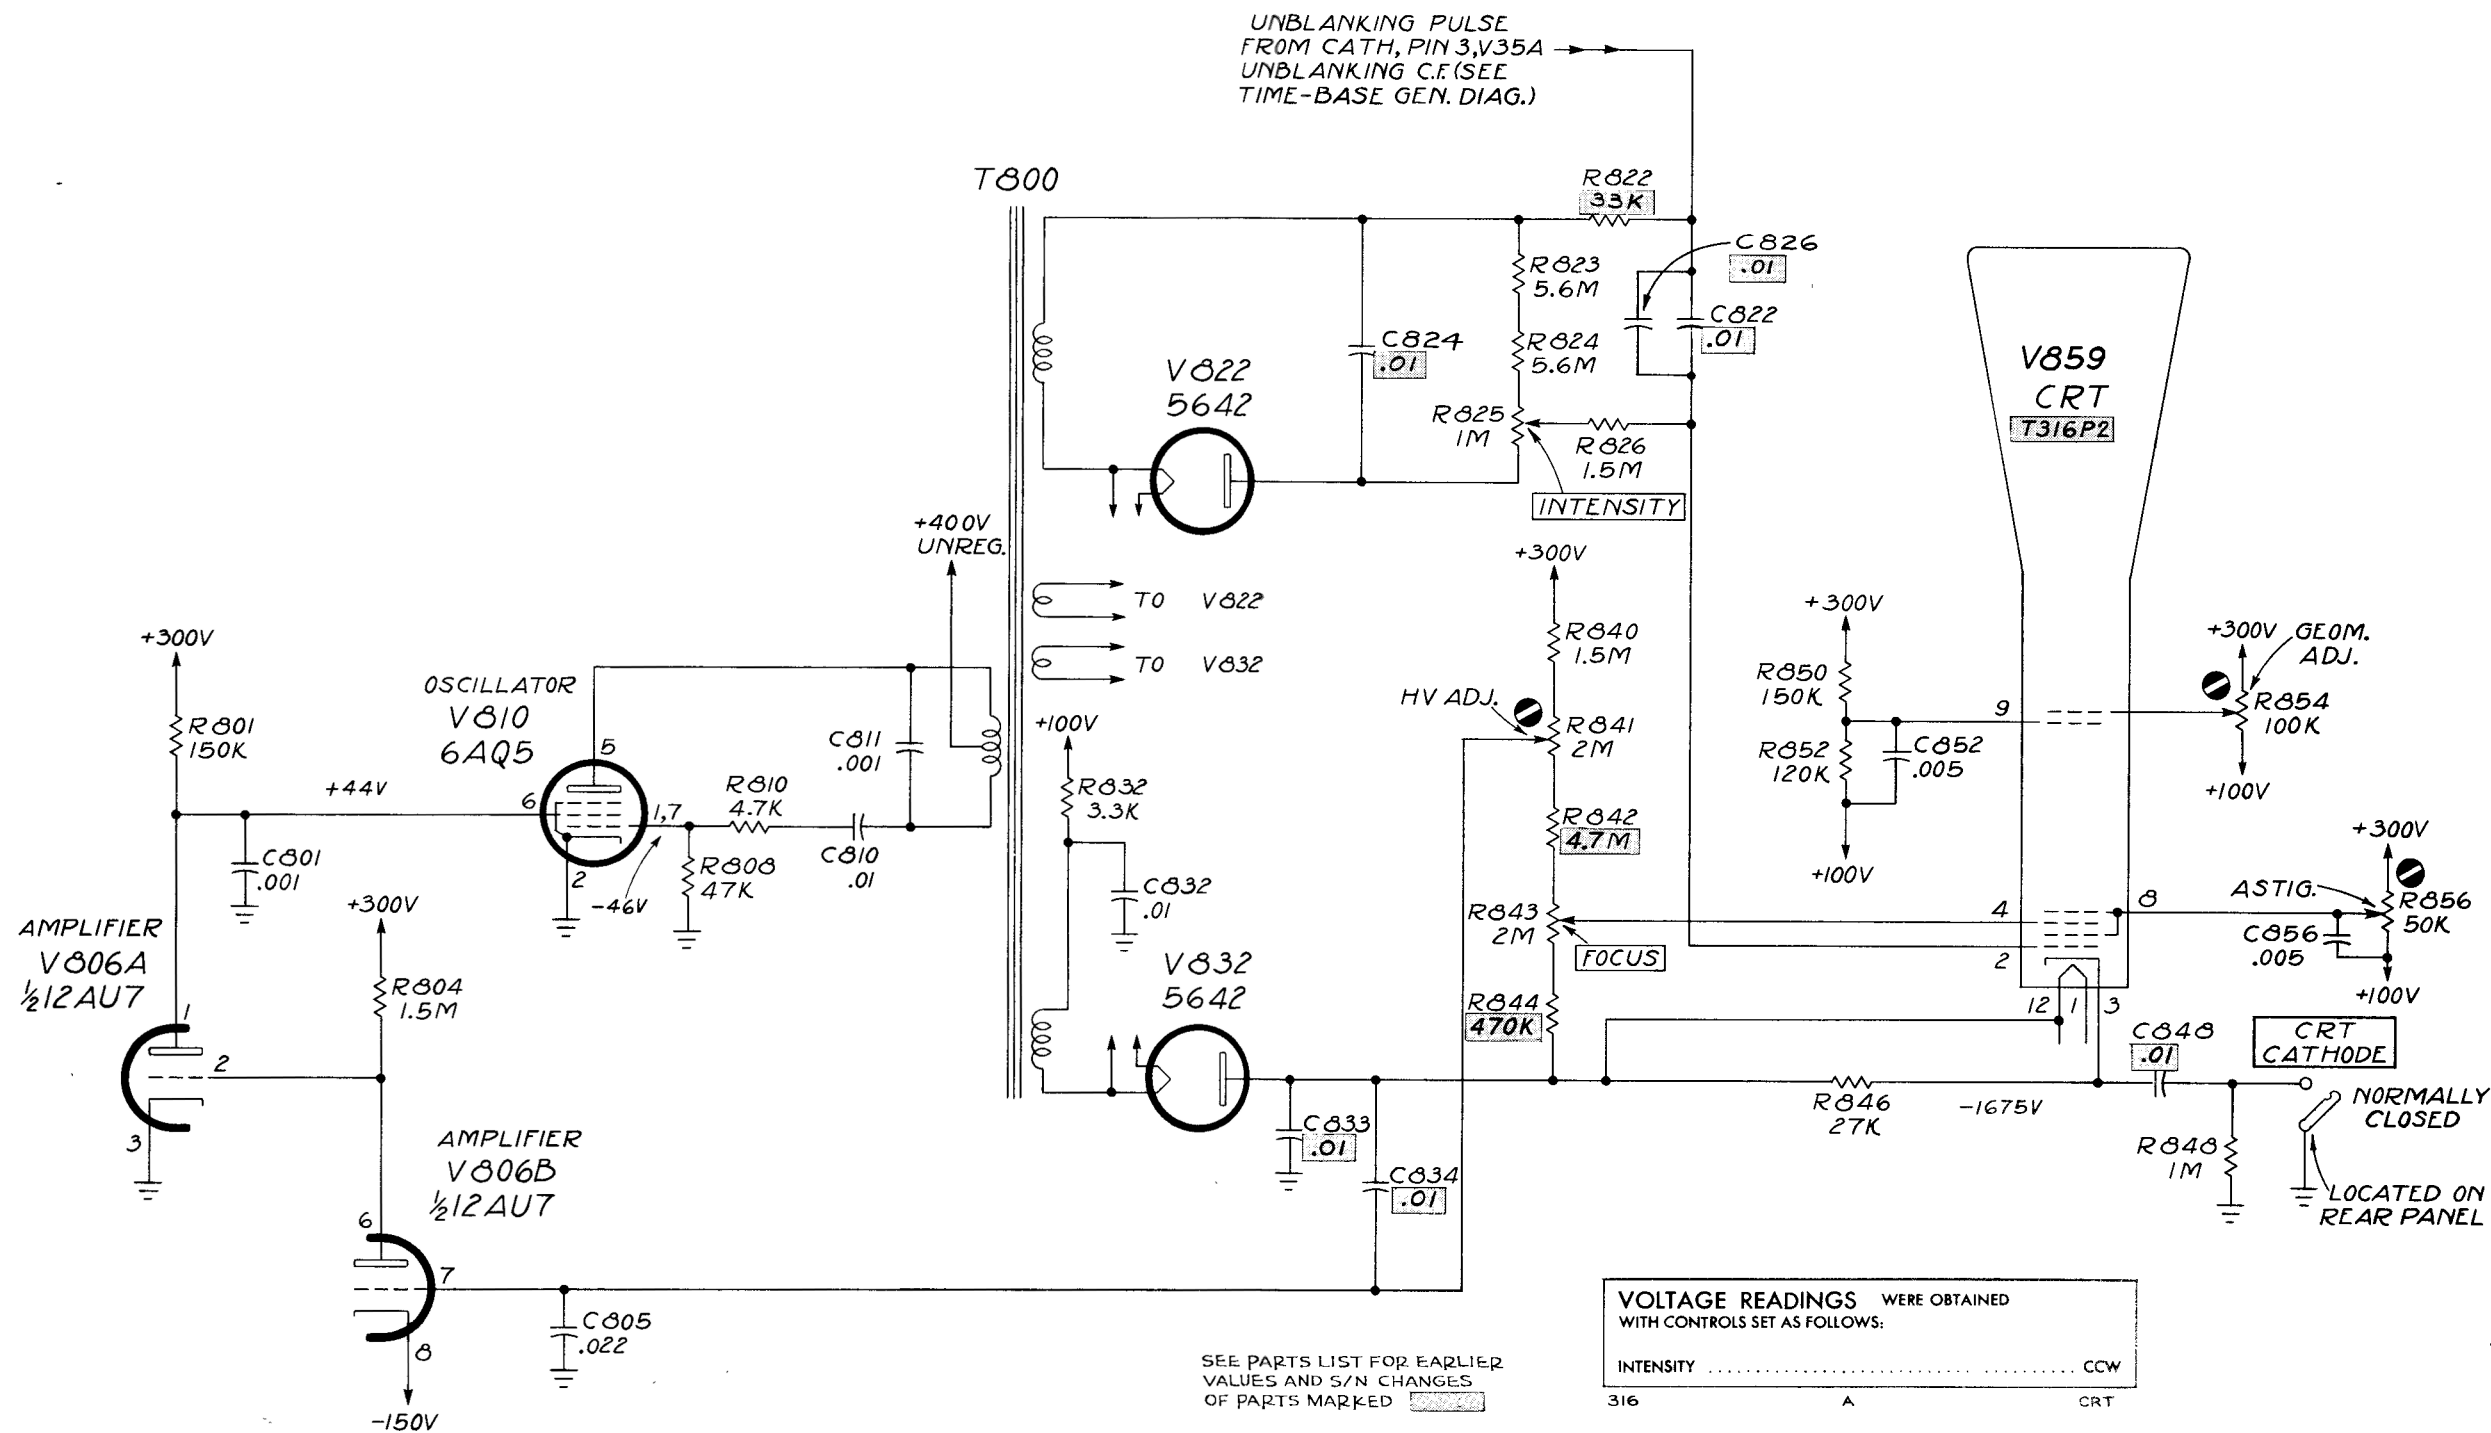 UNBLANKING PULSE
FROM CATH, PIN 3, V35A
UNBLANKING C.F. (SEE
TIME-BASE GEN. DIAG.)
T800
R822
33K
C826
.01
R823
5.6M
C822
.01
C824
.01
R824
5.6M
V822
5642
R825
1M
R826
1.5M
INTENSITY
V859
CRT
T316P2
+400V
UNREG.
+300V
TO V822
TO V832
R840
1.5M
+300V
+300V
GEOM.
ADJ.
+300V
OSCILLATOR
V810
6AQ5
HV ADJ.
R850
150K
9
R854
100K
R801
150K
5
C811
.001
+100V
R841
2M
R852
120K
C852
.005
+100V
+44V
6
1,7
R810
4.7K
R832
3.3K
R842
4.7M
+300V
C801
.001
2
-46V
R808
47K
C810
.01
C832
.01
+100V
ASTIG.
8
R856
50K
AMPLIFIER
V806A
½12AU7
+300V
R843
2M
FOCUS
4
C856
.005
R804
1.5M
V832
5642
2
+100V
1
R844
470K
12
1
3
C848
.01
CRT
CATHODE
2
3
R846
27K
-1675V
NORMALLY
CLOSED
AMPLIFIER
V806B
½12AU7
C833
.01
R848
1M
C834
.01
LOCATED ON
REAR PANEL
6
7
C805
.022
8
-150V
VOLTAGE READINGS WERE OBTAINED
WITH CONTROLS SET AS FOLLOWS:
INTENSITY ........................................ CCW
SEE PARTS LIST FOR EARLIER
VALUES AND S/N CHANGES
OF PARTS MARKED
316 A CRT